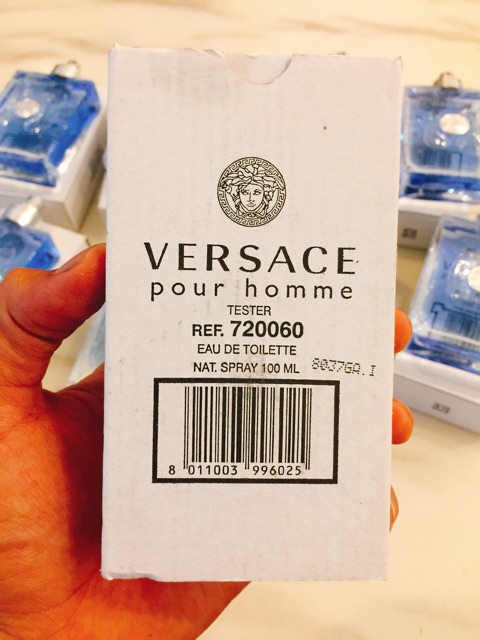 VERSACE
pour homme
TESTER
REF. 720060
EAU DE TOILETTE
NAT. SPRAY 100 ML
8037GA.I
8 011003 996025